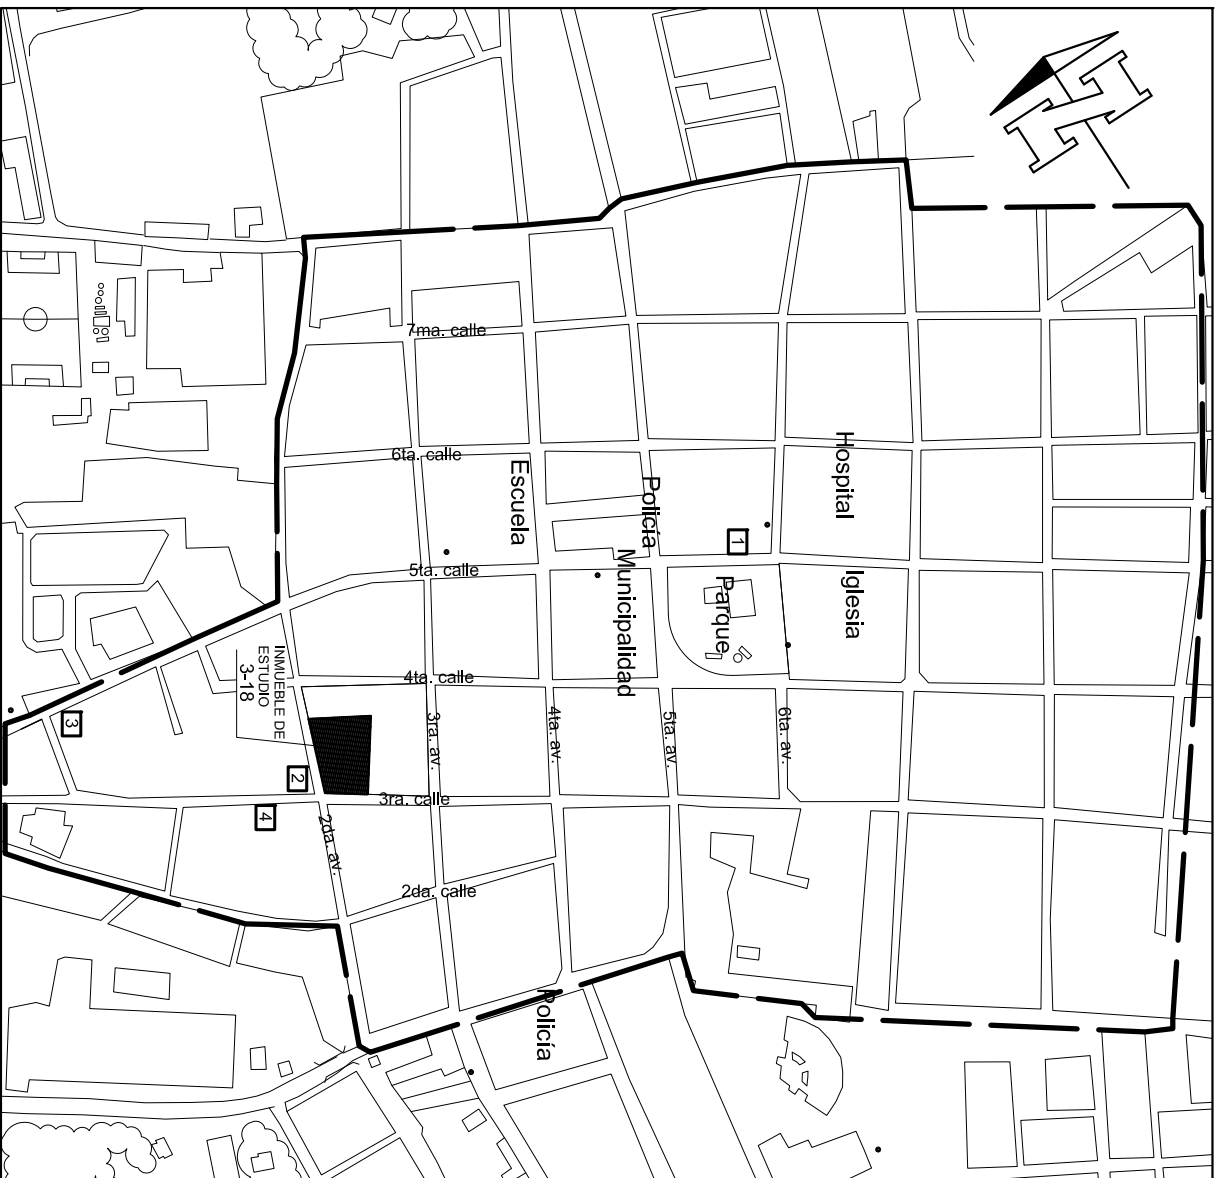 N
7ma. calle
6ta. calle
Hospital
Escuela
Policía
1
5ta. calle
Municipalidad
Parque
Iglesia
4ta. calle
INMUEBLE DE
ESTUDIO
3-18
3
2
4
3ra. av.
4ta. av.
5ta. av.
6ta. av.
3ra. calle
2da. av.
2da. calle
Policía